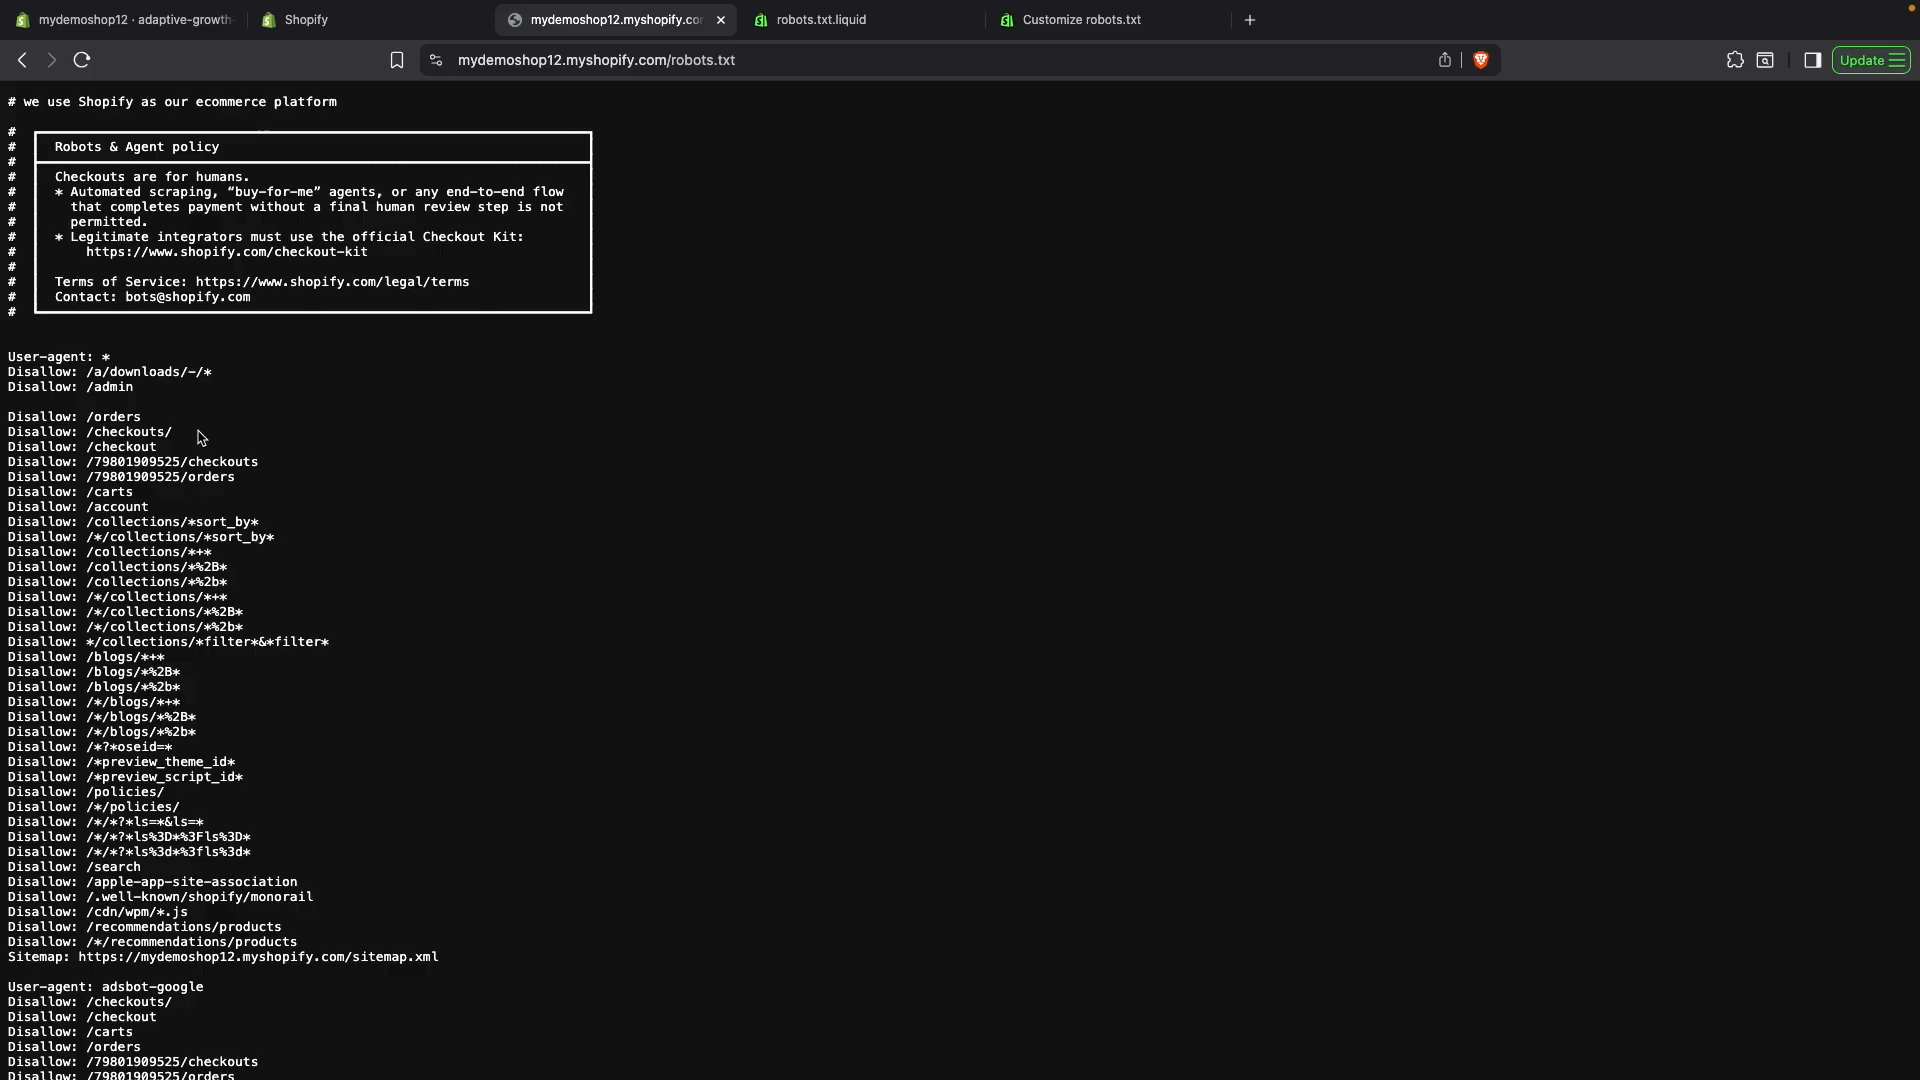 mydemoshop12 · adaptive-growth-
Shopify
mydemoshop12.myshopify.co
robots.txt.liquid
Customize robots.txt
mydemoshop12.myshopify.com/robots.txt
Update
# we use Shopify as our ecommerce platform
#
# Robots & Agent policy
#
# Checkouts are for humans.
# * Automated scraping, “buy-for-me” agents, or any end-to-end flow
# that completes payment without a final human review step is not
# permitted.
# * Legitimate integrators must use the official Checkout Kit:
# https://www.shopify.com/checkout-kit
#
# Terms of Service: https://www.shopify.com/legal/terms
# Contact: bots@shopify.com
#
User-agent: *
Disallow: /a/downloads/-/*
Disallow: /admin
Disallow: /orders
Disallow: /checkouts/
Disallow: /checkout
Disallow: /79801909525/checkouts
Disallow: /79801909525/orders
Disallow: /carts
Disallow: /account
Disallow: /collections/*sort_by*
Disallow: /*/collections/*sort_by*
Disallow: /collections/*+*
Disallow: /collections/*%2B*
Disallow: /collections/*%2b*
Disallow: /*/collections/*+*
Disallow: /*/collections/*%2B*
Disallow: /*/collections/*%2b*
Disallow: */collections/*filter*&*filter*
Disallow: /blogs/*+*
Disallow: /blogs/*%2B*
Disallow: /blogs/*%2b*
Disallow: /*/blogs/*+*
Disallow: /*/blogs/*%2B*
Disallow: /*/blogs/*%2b*
Disallow: /*?*oseid=*
Disallow: /*preview_theme_id*
Disallow: /*preview_script_id*
Disallow: /policies/
Disallow: /*/policies/
Disallow: /*/*?*ls=*&ls=*
Disallow: /*/*?*ls%3D*%3Fls%3D*
Disallow: /*/*?*ls%3d*%3fls%3d*
Disallow: /search
Disallow: /apple-app-site-association
Disallow: /.well-known/shopify/monorail
Disallow: /cdn/wpm/*.js
Disallow: /recommendations/products
Disallow: /*/recommendations/products
Sitemap: https://mydemoshop12.myshopify.com/sitemap.xml
User-agent: adsbot-google
Disallow: /checkouts/
Disallow: /checkout
Disallow: /carts
Disallow: /orders
Disallow: /79801909525/checkouts
Disallow: /79801909525/orders